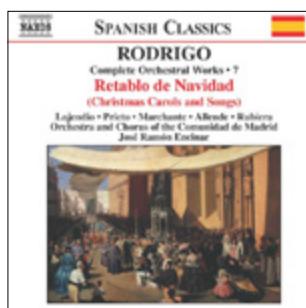 NAXOS
SPANISH CLASSICS
RODRIGO
Complete Orchestral Works • 7
Retablo de Navidad
(Christmas Carols and Songs)
Lojendio • Prieto • Marchante • Allende • Rubiera
Orchestra and Chorus of the Comunidad de Madrid
José Ramón Encinar